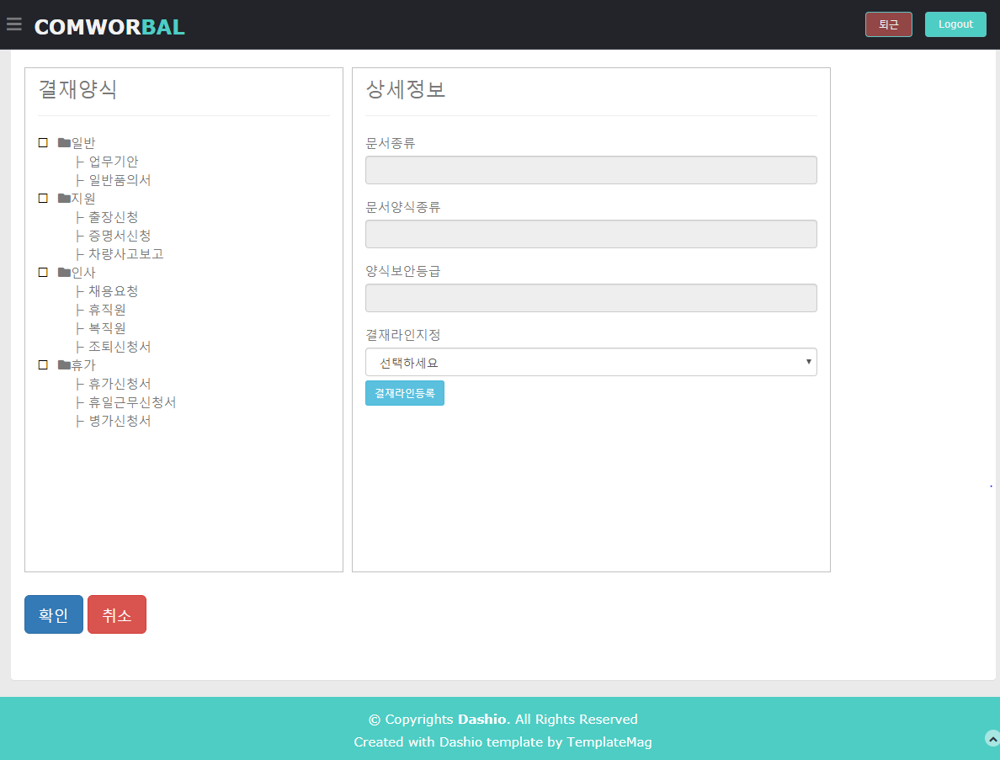 COMWORBAL
퇴근
Logout
결재양식
일반
├ 업무기안
├ 일반품의서
지원
├ 출장신청
├ 증명서신청
├ 차량사고보고
인사
├ 채용요청
├ 휴직원
├ 복직원
├ 조퇴신청서
휴가
├ 휴가신청서
├ 휴일근무신청서
├ 병가신청서
상세정보
문서종류
문서양식종류
양식보안등급
결재라인지정
선택하세요
결재라인등록
.
확인
취소
© Copyrights Dashio. All Rights Reserved
Created with Dashio template by TemplateMag